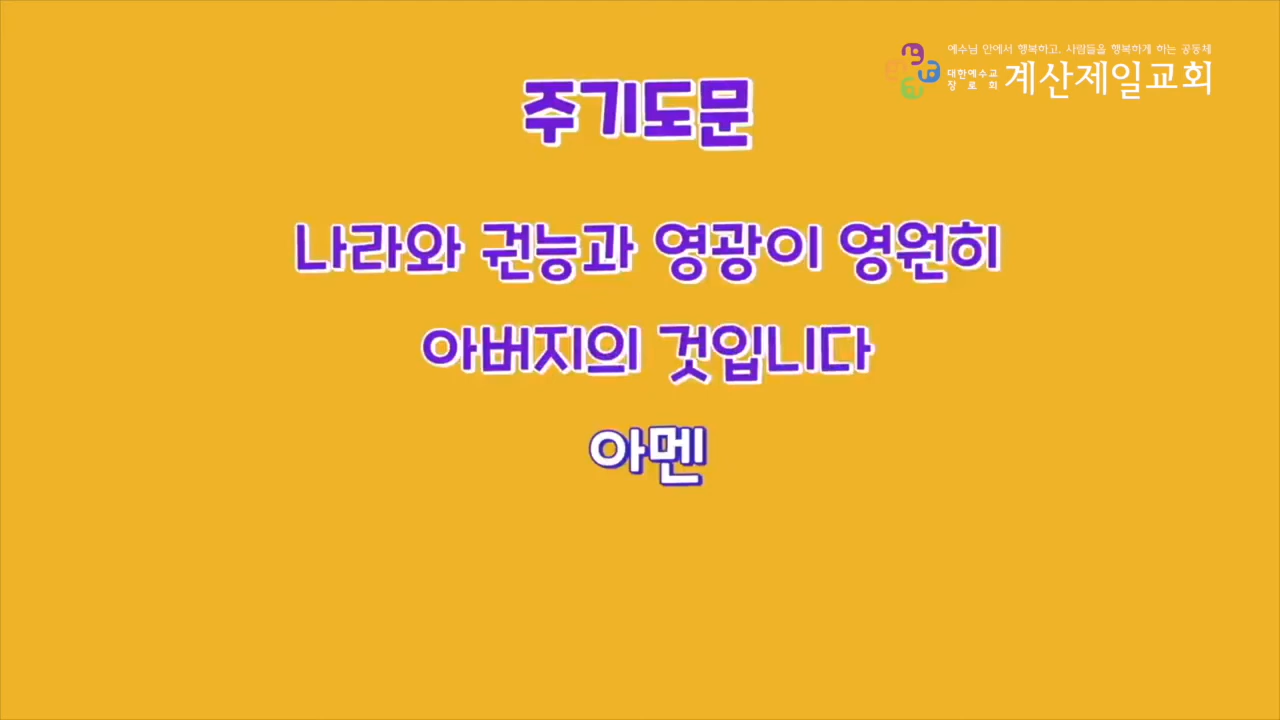 예수님 안에서 행복하고, 사람들을 행복하게 하는 공동체
대한예수교
장로회
계산제일교회
주기도문
나라와 권능과 영광이 영원히
아버지의 것입니다
아멘